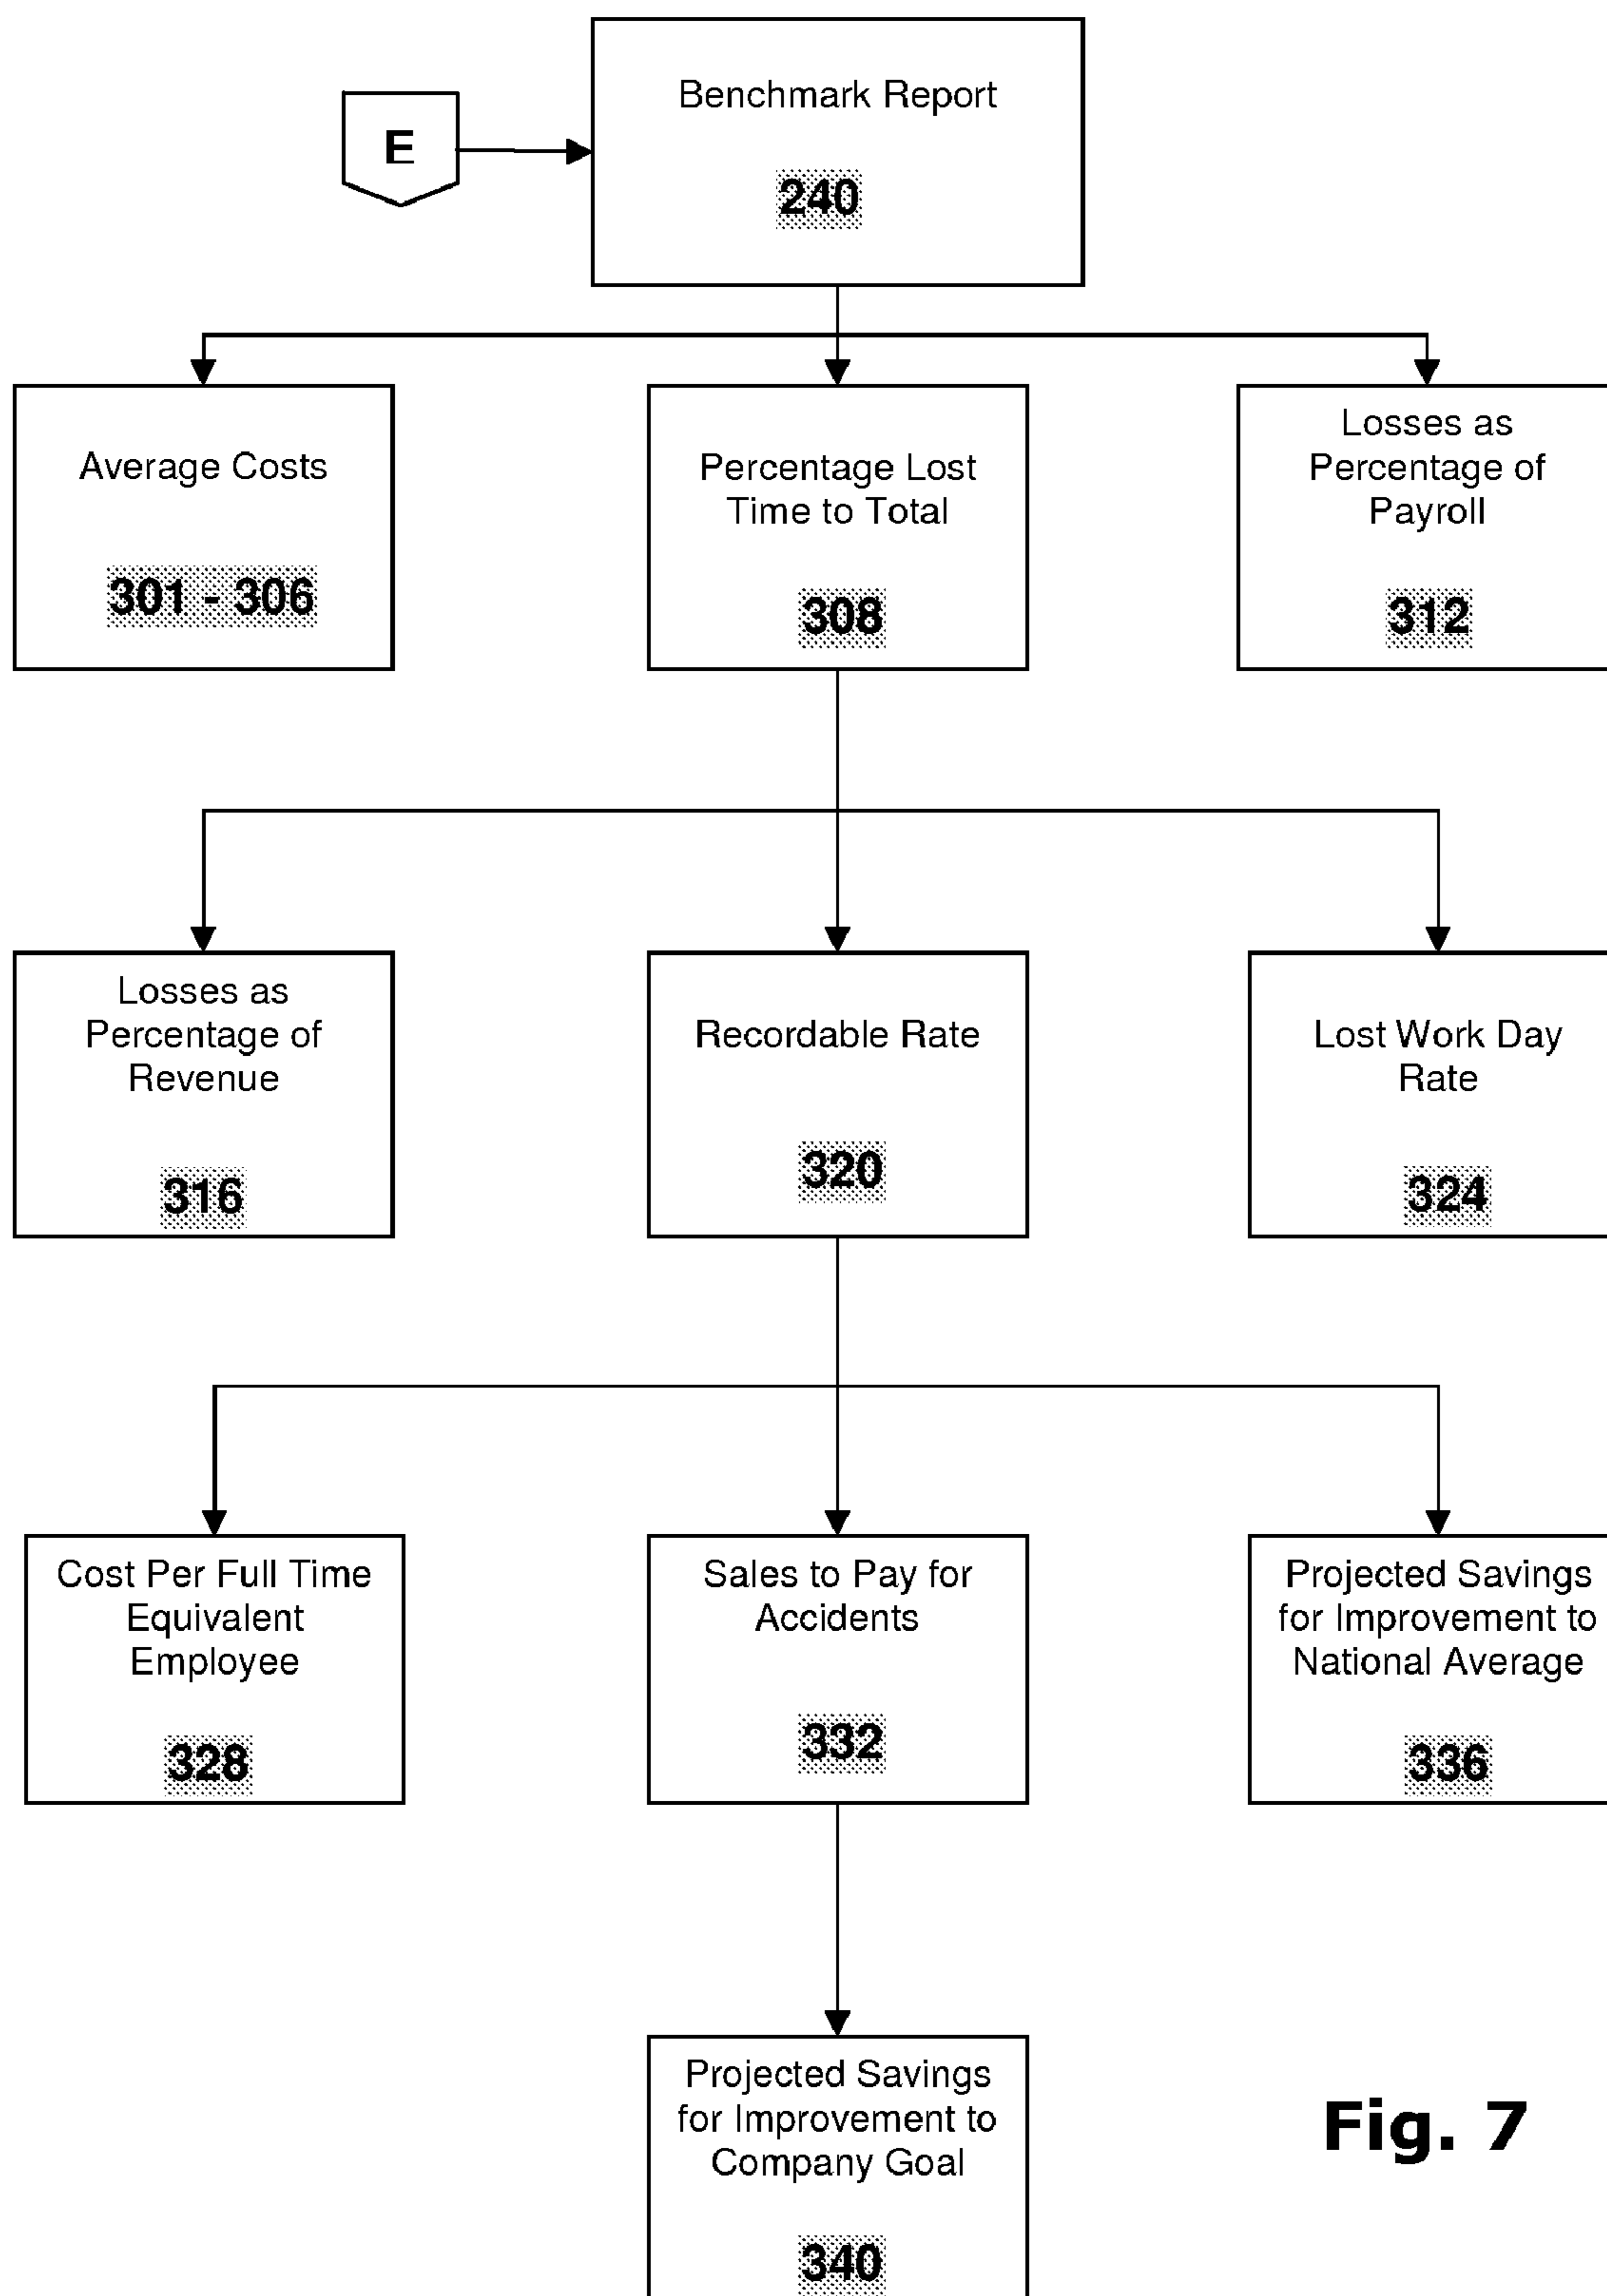 Benchmark Report
E
240
Average Costs
301 - 306
Percentage Lost
Time to Total
308
Losses as
Percentage of
Payroll
312
Losses as
Percentage of
Revenue
316
Recordable Rate
320
Lost Work Day
Rate
324
Cost Per Full Time
Equivalent
Employee
328
Sales to Pay for
Accidents
332
Projected Savings
for Improvement to
National Average
336
Projected Savings
for Improvement to
Company Goal
340
Fig. 7